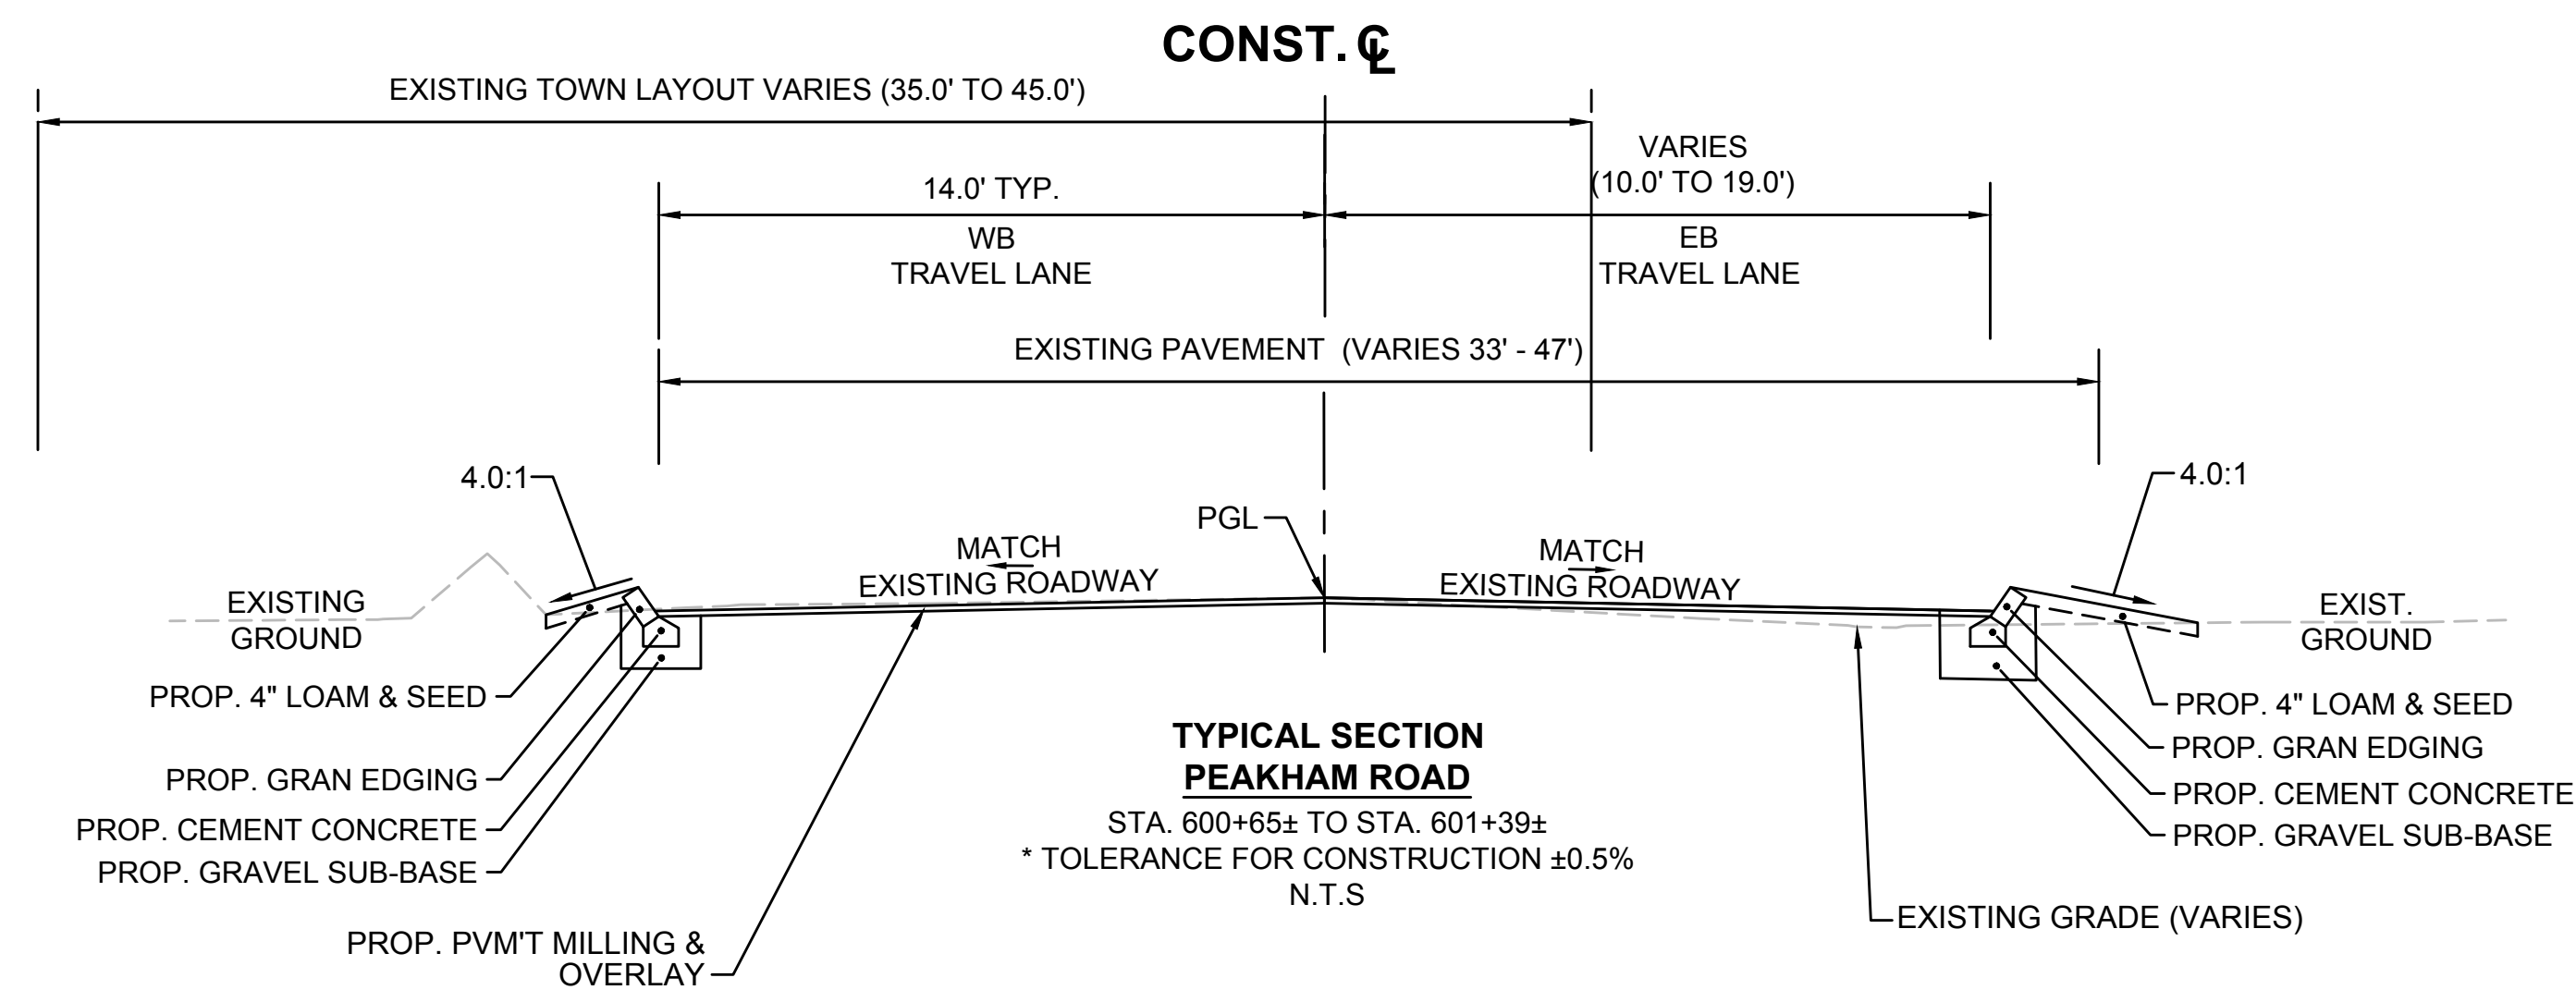 CONST. ℄
EXISTING TOWN LAYOUT VARIES (35.0' TO 45.0')
VARIES
(10.0' TO 19.0')
14.0' TYP.
WB
TRAVEL LANE
EB
TRAVEL LANE
EXISTING PAVEMENT (VARIES 33' - 47')
4.0:1
4.0:1
PGL
MATCH
EXISTING ROADWAY
MATCH
EXISTING ROADWAY
EXISTING
GROUND
EXIST.
GROUND
PROP. 4" LOAM & SEED
PROP. GRAN EDGING
PROP. CEMENT CONCRETE
PROP. GRAVEL SUB-BASE
PROP. PVM'T MILLING &
OVERLAY
TYPICAL SECTION
PEAKHAM ROAD
STA. 600+65± TO STA. 601+39±
* TOLERANCE FOR CONSTRUCTION ±0.5%
N.T.S
PROP. 4" LOAM & SEED
PROP. GRAN EDGING
PROP. CEMENT CONCRETE
PROP. GRAVEL SUB-BASE
EXISTING GRADE (VARIES)